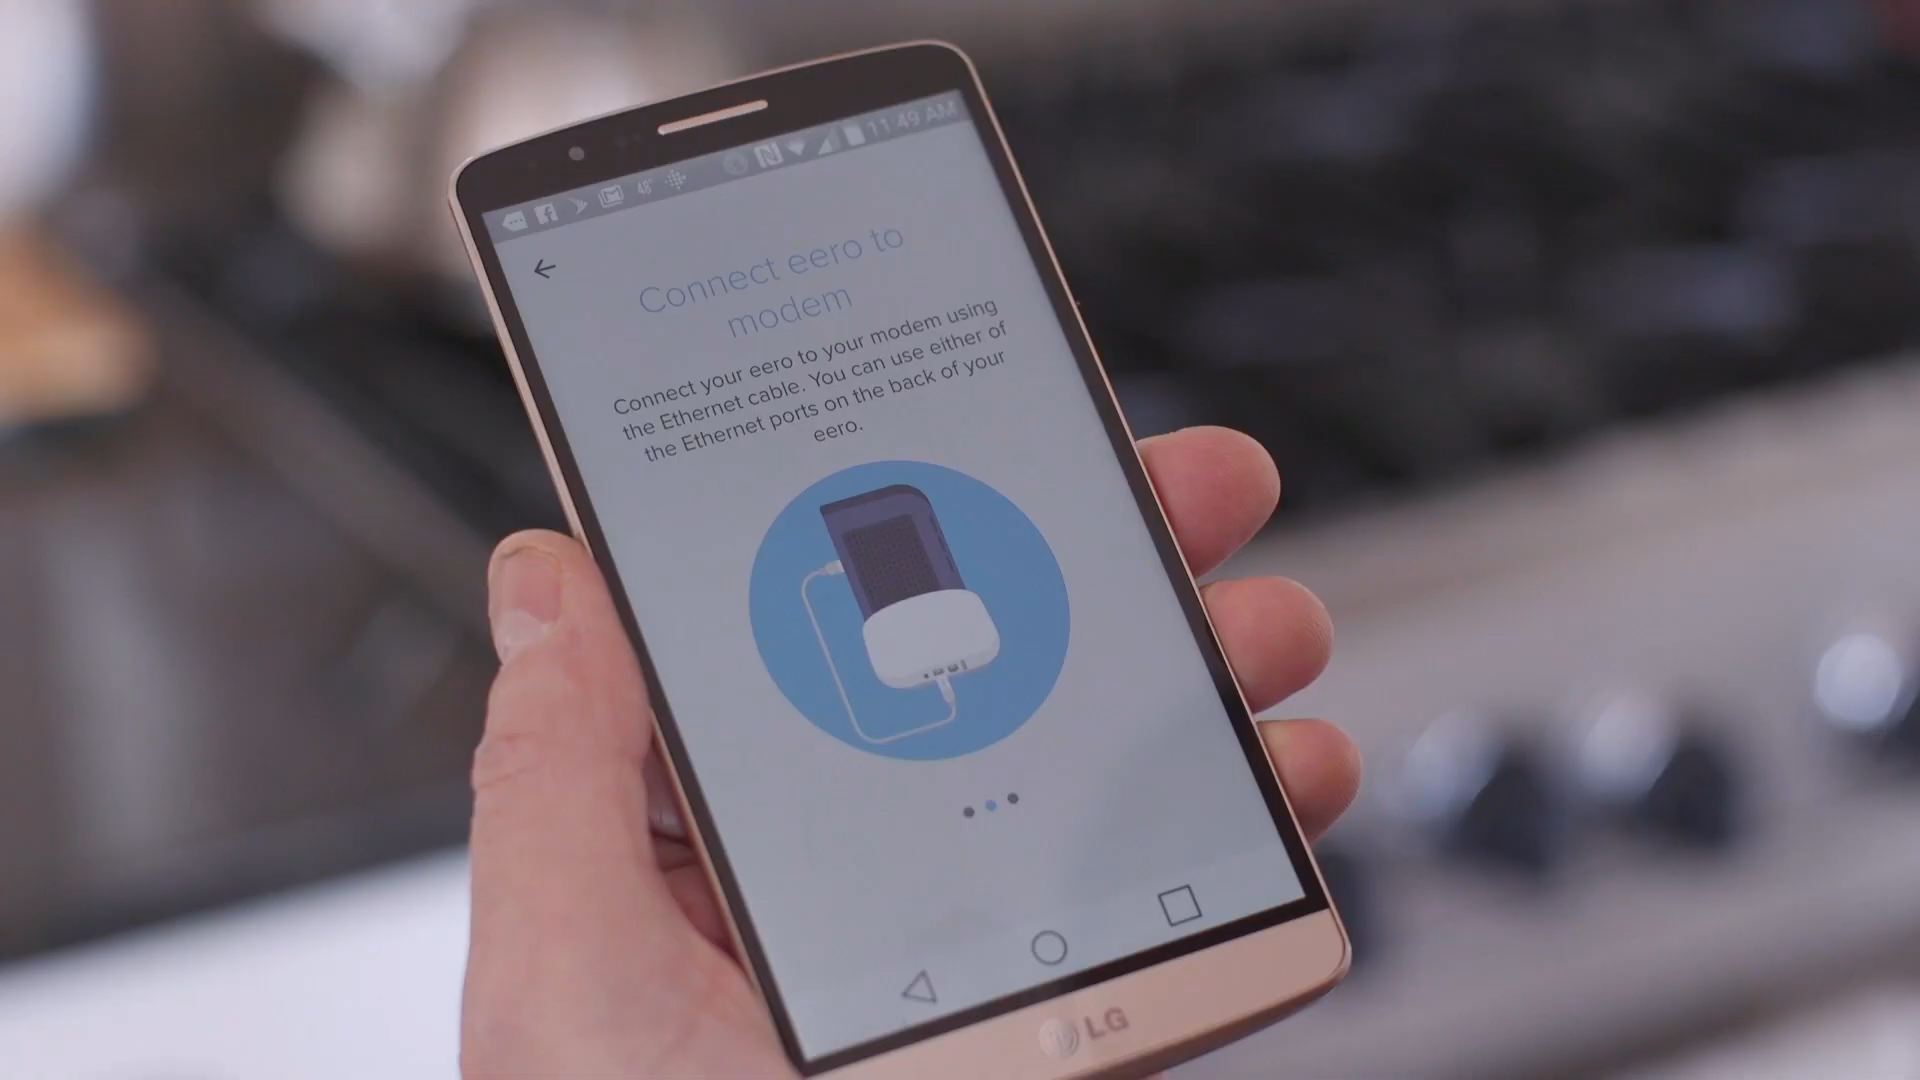 48° 11:49 AM
Connect eero to
modem
Connect your eero to your modem using
the Ethernet cable. You can use either of
the Ethernet ports on the back of your
eero.
LG